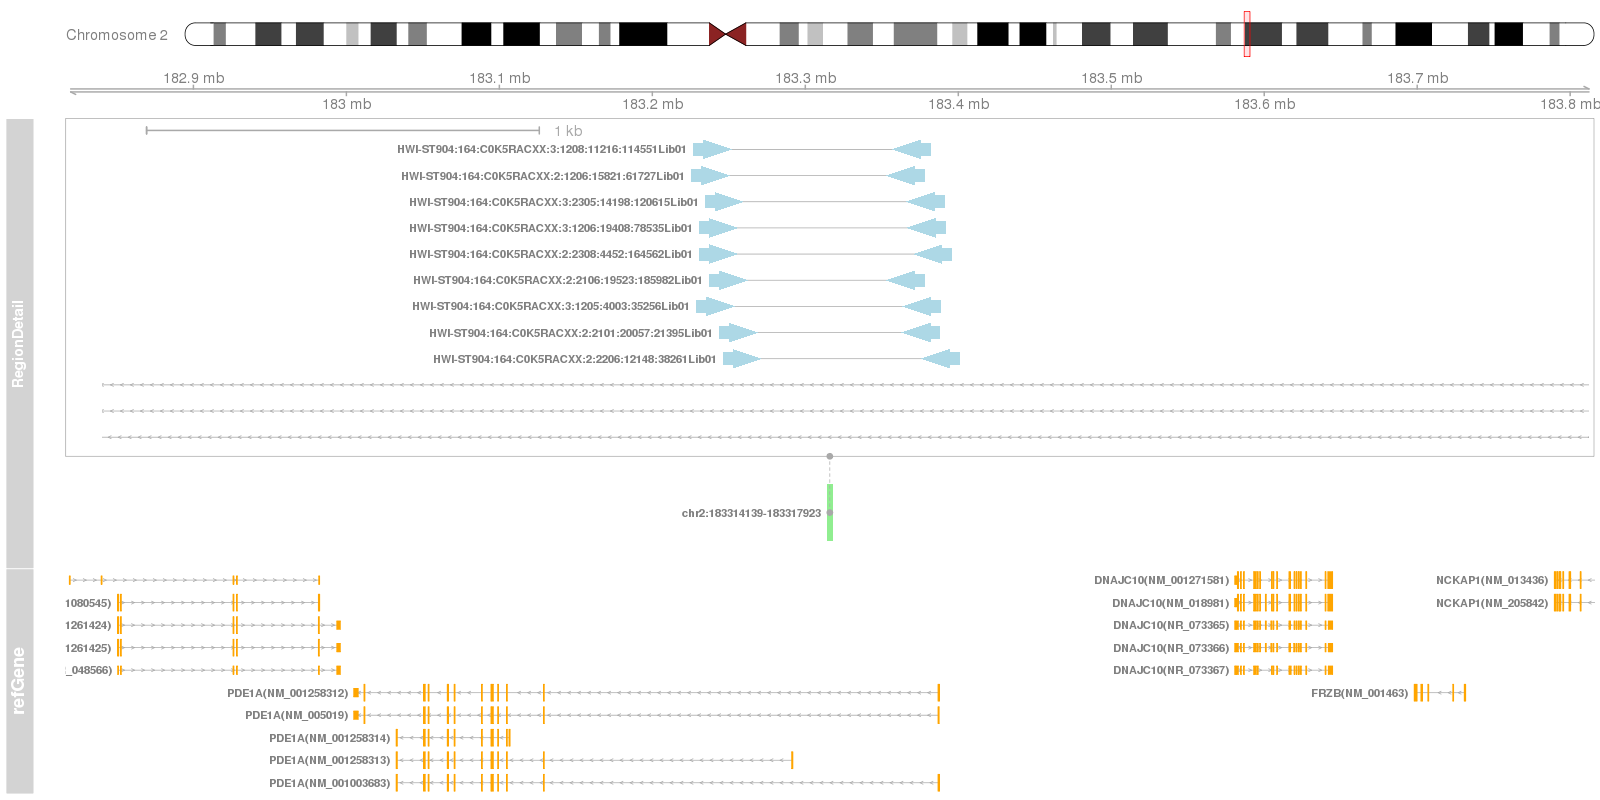 Chromosome 2
182.9 mb 183.1 mb 183.3 mb 183.5 mb 183.7 mb
183 mb 183.2 mb 183.4 mb 183.6 mb 183.8 mb
RegionDetail
1 kb
HWI-ST904:164:C0K5RACXX:3:1208:11216:114551Lib01
HWI-ST904:164:C0K5RACXX:2:1206:15821:61727Lib01
HWI-ST904:164:C0K5RACXX:3:2305:14198:120615Lib01
HWI-ST904:164:C0K5RACXX:3:1206:19408:78535Lib01
HWI-ST904:164:C0K5RACXX:2:2308:4452:164562Lib01
HWI-ST904:164:C0K5RACXX:2:2106:19523:185982Lib01
HWI-ST904:164:C0K5RACXX:3:1205:4003:35256Lib01
HWI-ST904:164:C0K5RACXX:2:2101:20057:21395Lib01
HWI-ST904:164:C0K5RACXX:2:2206:12148:38261Lib01
chr2:183314139-183317923
refGene
DNAJC10(NM_001271581) NCKAP1(NM_013436)
1080545) DNAJC10(NM_018981) NCKAP1(NM_205842)
1261424) DNAJC10(NR_073365)
1261425) DNAJC10(NR_073366)
_048566) DNAJC10(NR_073367)
PDE1A(NM_001258312) FRZB(NM_001463)
PDE1A(NM_005019)
PDE1A(NM_001258314)
PDE1A(NM_001258313)
PDE1A(NM_001003683)